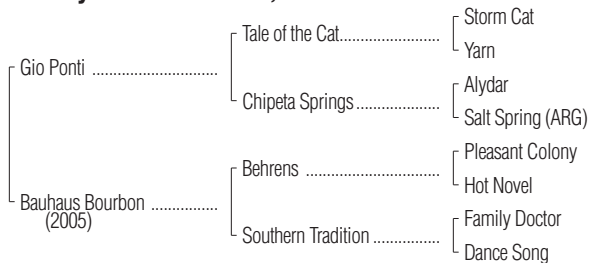 Storm Cat
Tale of the Cat
Yarn
Gio Ponti
Alydar
Chipeta Springs
Salt Spring (ARG)
Pleasant Colony
Behrens
Hot Novel
Bauhaus Bourbon
(2005)
Family Doctor
Southern Tradition
Dance Song